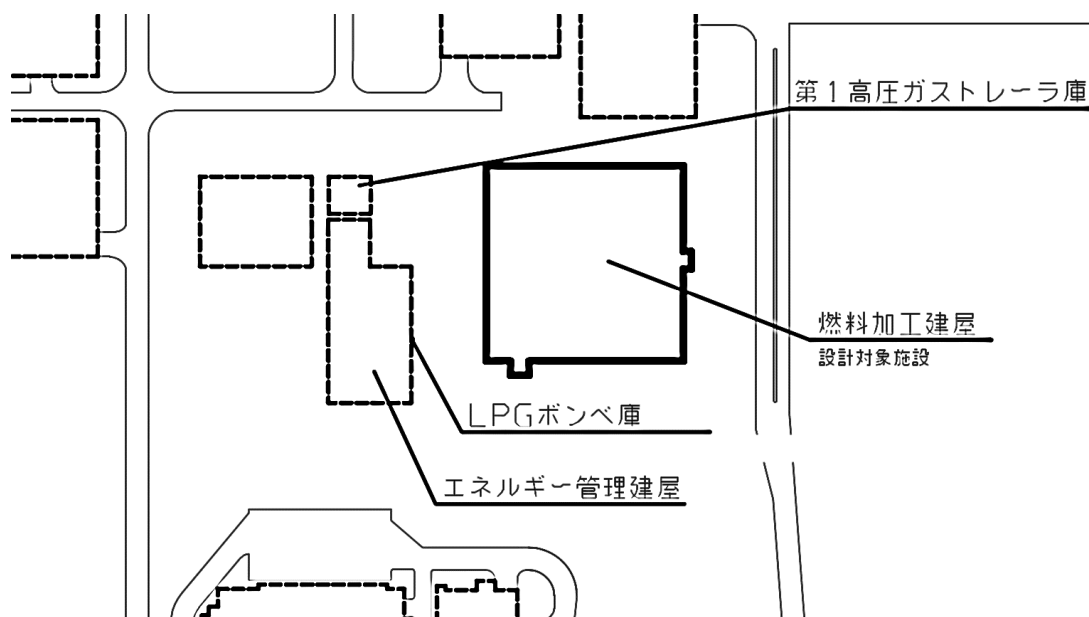 第1高圧ガストレーラ庫
燃料加工建屋
設計対象施設
LPGボンベ庫
エネルギー管理建屋